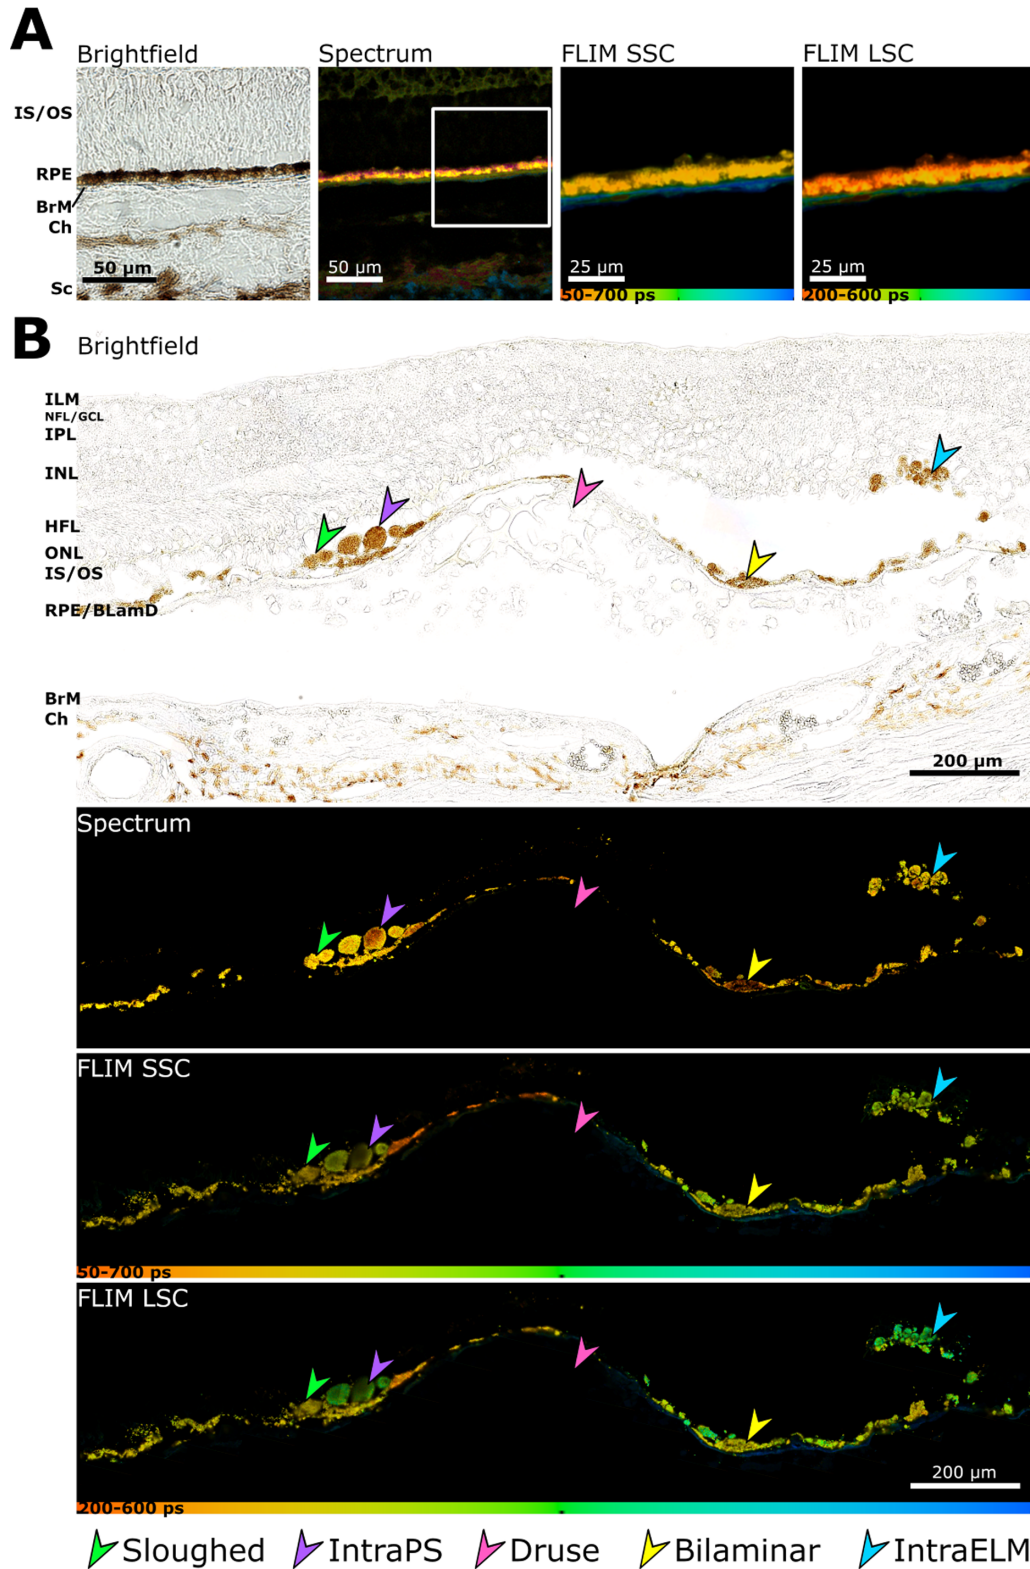 A
Brightfield
Spectrum
FLIM SSC
FLIM LSC
IS/OS
RPE
BrM
Ch
Sc
50 µm
50 µm
25 µm
25 µm
50-700 ps
200-600 ps
B
Brightfield
ILM
NFL/GCL
IPL
INL
HFL
ONL
IS/OS
RPE/BLamD
BrM
Ch
200 µm
Spectrum
FLIM SSC
50-700 ps
FLIM LSC
200 µm
200-600 ps
Sloughed IntraPS Druse Bilaminar IntraELM